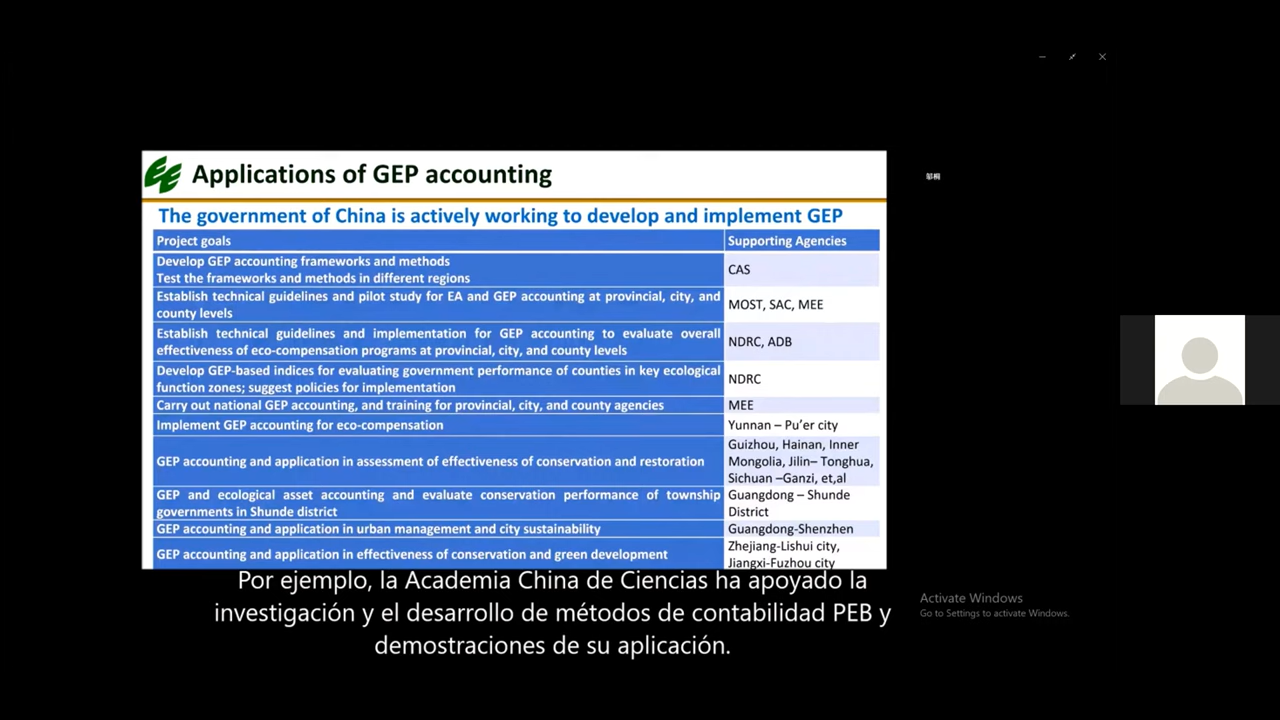 Applications of GEP accounting
The government of China is actively working to develop and implement GEP
Project goals
Supporting Agencies
Develop GEP accounting frameworks and methods
Test the frameworks and methods in different regions
CAS
Establish technical guidelines and pilot study for EA and GEP accounting at provincial, city, and
county levels
MOST, SAC, MEE
Establish technical guidelines and implementation for GEP accounting to evaluate overall
effectiveness of eco-compensation programs at provincial, city, and county levels
NDRC, ADB
Develop GEP-based indices for evaluating government performance of counties in key ecological
function zones; suggest policies for implementation
NDRC
Carry out national GEP accounting, and training for provincial, city, and county agencies
MEE
Implement GEP accounting for eco-compensation
Yunnan – Pu’er city
GEP accounting and application in assessment of effectiveness of conservation and restoration
Guizhou, Hainan, Inner
Mongolia, Jilin– Tonghua,
Sichuan –Ganzi, et,al
GEP and ecological asset accounting and evaluate conservation performance of township
governments in Shunde district
Guangdong – Shunde
District
GEP accounting and application in urban management and city sustainability
Guangdong-Shenzhen
GEP accounting and application in effectiveness of conservation and green development
Zhejiang-Lishui city,
Jiangxi-Fuzhou city
Por ejemplo, la Academia China de Ciencias ha apoyado la
investigación y el desarrollo de métodos de contabilidad PEB y
demostraciones de su aplicación.
Activate Windows
Go to Settings to activate Windows.